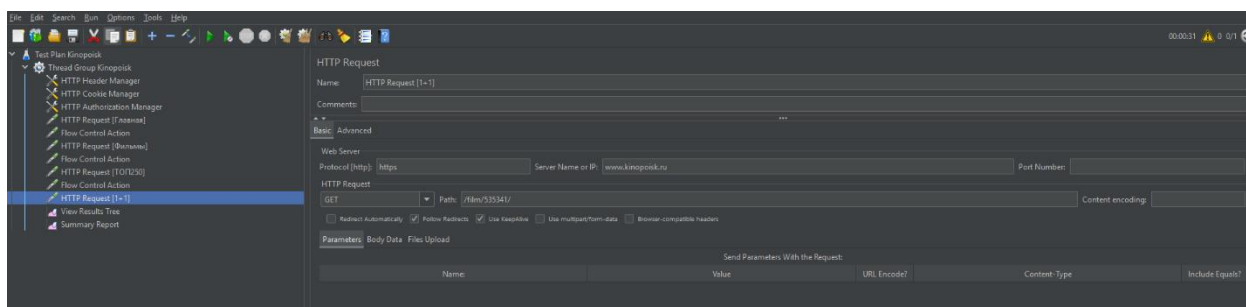 File Edit Search Run Options Tools Help
00:00:31 0 0/1
Test Plan Kinopoisk
Thread Group Kinopoisk
HTTP Header Manager
HTTP Cookie Manager
HTTP Authorization Manager
HTTP Request [Главная]
Flow Control Action
HTTP Request [Фильмы]
Flow Control Action
HTTP Request [ТОП250]
Flow Control Action
HTTP Request [1+1]
View Results Tree
Summary Report
HTTP Request
Name: HTTP Request [1+1]
Comments:
Basic Advanced
Web Server
Protocol [http]: https Server Name or IP: www.kinopoisk.ru Port Number:
HTTP Request
GET Path: /film/535341/ Content encoding:
Redirect Automatically Follow Redirects Use KeepAlive Use multipart/form-data Browser-compatible headers
Parameters Body Data Files Upload
Send Parameters With the Request:
Name: Value URL Encode? Content-Type Include Equals?